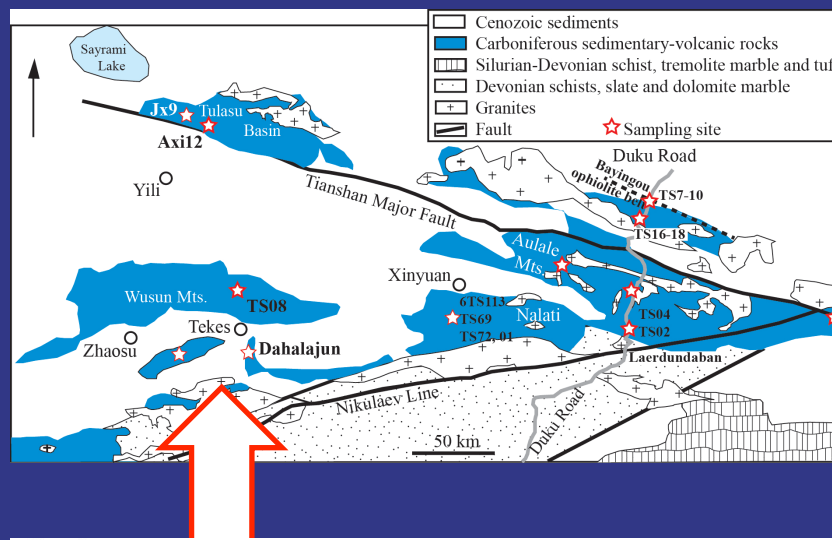 Cenozoic sediments
Carboniferous sedimentary-volcanic rocks
Silurian-Devonian schist, tremolite marble and tuf
Devonian schists, slate and dolomite marble
Granites
Fault
Sampling site
Sayrami
Lake
Jx9
Tulasu
Basin
Axi12
Duku Road
Bayingou
ophiolite belt
TS7-10
TS16-18
Yili
Tianshan Major Fault
Aulale
Mts.
Xinyuan
Wusun Mts.
TS08
6TS113
TS69
TS72, 01
Nalati
TS04
TS02
Tekes
Zhaosu
Dahalajun
Laerdundaban
Nikulaev Line
Duku Road
50 km